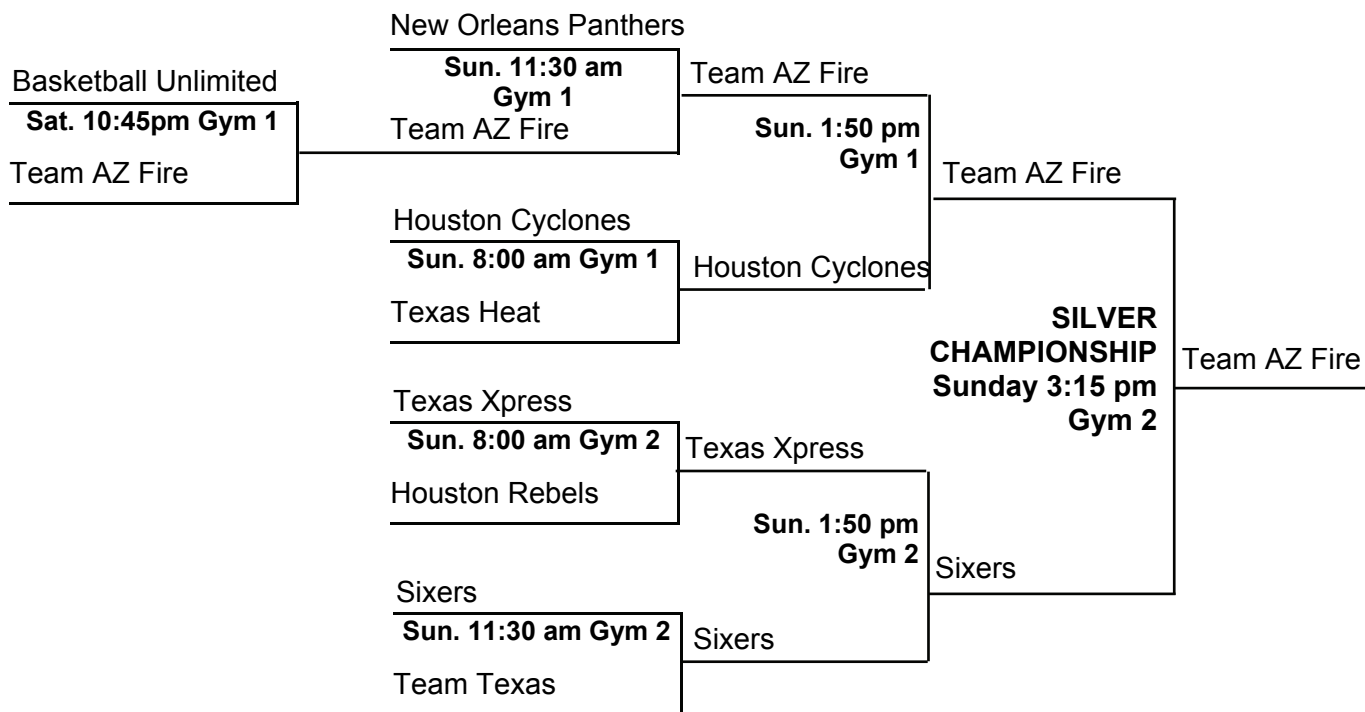 New Orleans Panthers
Sun. 11:30 am
Gym 1
Team AZ Fire
Basketball Unlimited
Sat. 10:45pm Gym 1
Team AZ Fire
Team AZ Fire
Sun. 1:50 pm
Gym 1
Team AZ Fire
Houston Cyclones
Sun. 8:00 am Gym 1
Houston Cyclones
Texas Heat
SILVER
CHAMPIONSHIP
Sunday 3:15 pm
Gym 2
Team AZ Fire
Texas Xpress
Sun. 8:00 am Gym 2
Texas Xpress
Houston Rebels
Sun. 1:50 pm
Gym 2
Sixers
Sixers
Sun. 11:30 am Gym 2
Sixers
Team Texas